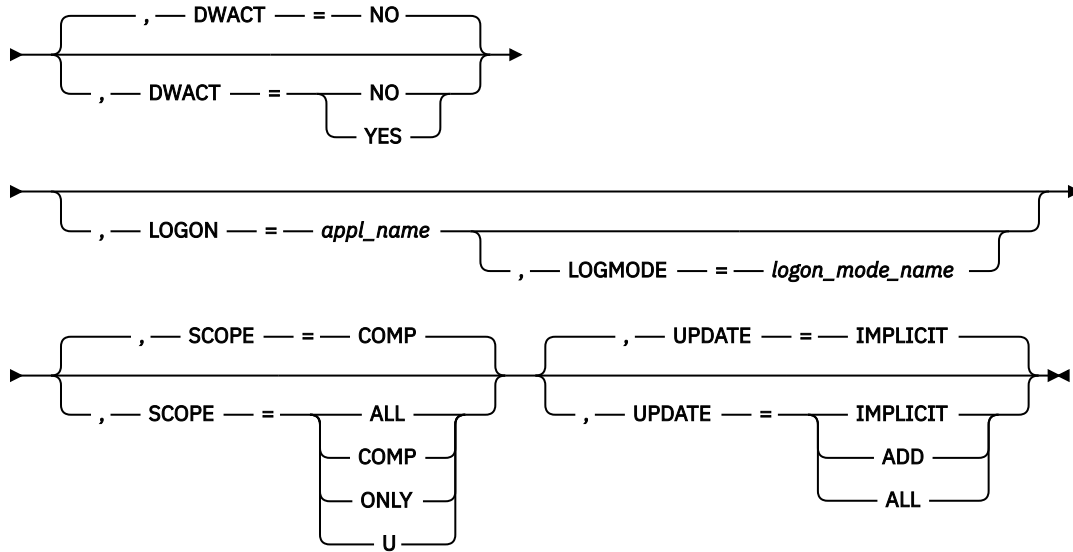 , DWACT = NO
, DWACT = NO
YES
, LOGON = appl_name
, LOGMODE = logon_mode_name
, SCOPE = COMP , UPDATE = IMPLICIT
, SCOPE = ALL , UPDATE = IMPLICIT
COMP ADD
ONLY ALL
U